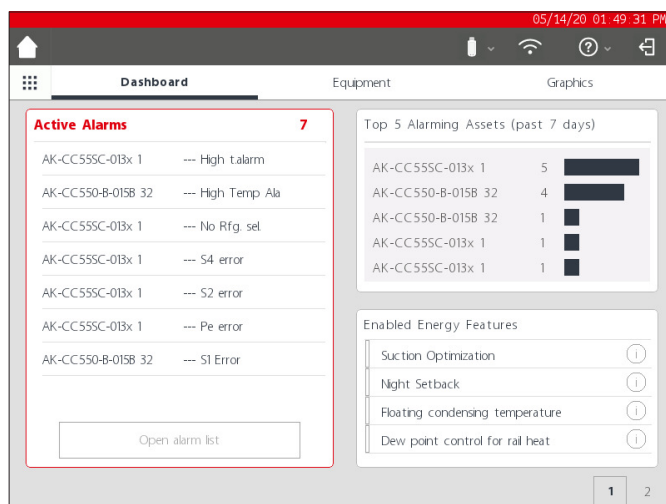 05/14/20 01:49:31 PM
Dashboard Equipment Graphics
Active Alarms 7
AK-CC55SC-013x 1 --- High t.alarm
AK-CC550-B-015B 32 --- High Temp Ala
AK-CC55SC-013x 1 --- No Rfg. sel.
AK-CC55SC-013x 1 --- S4 error
AK-CC55SC-013x 1 --- S2 error
AK-CC55SC-013x 1 --- Pe error
AK-CC550-B-015B 32 --- S1 Error
Open alarm list
Top 5 Alarming Assets (past 7 days)
AK-CC55SC-013x 1 5
AK-CC550-B-015B 32 4
AK-CC550-B-015B 32 1
AK-CC55SC-013x 1 1
AK-CC55SC-013x 1 1
Enabled Energy Features
Suction Optimization
Night Setback
Floating condensing temperature
Dew point control for rail heat
1 2